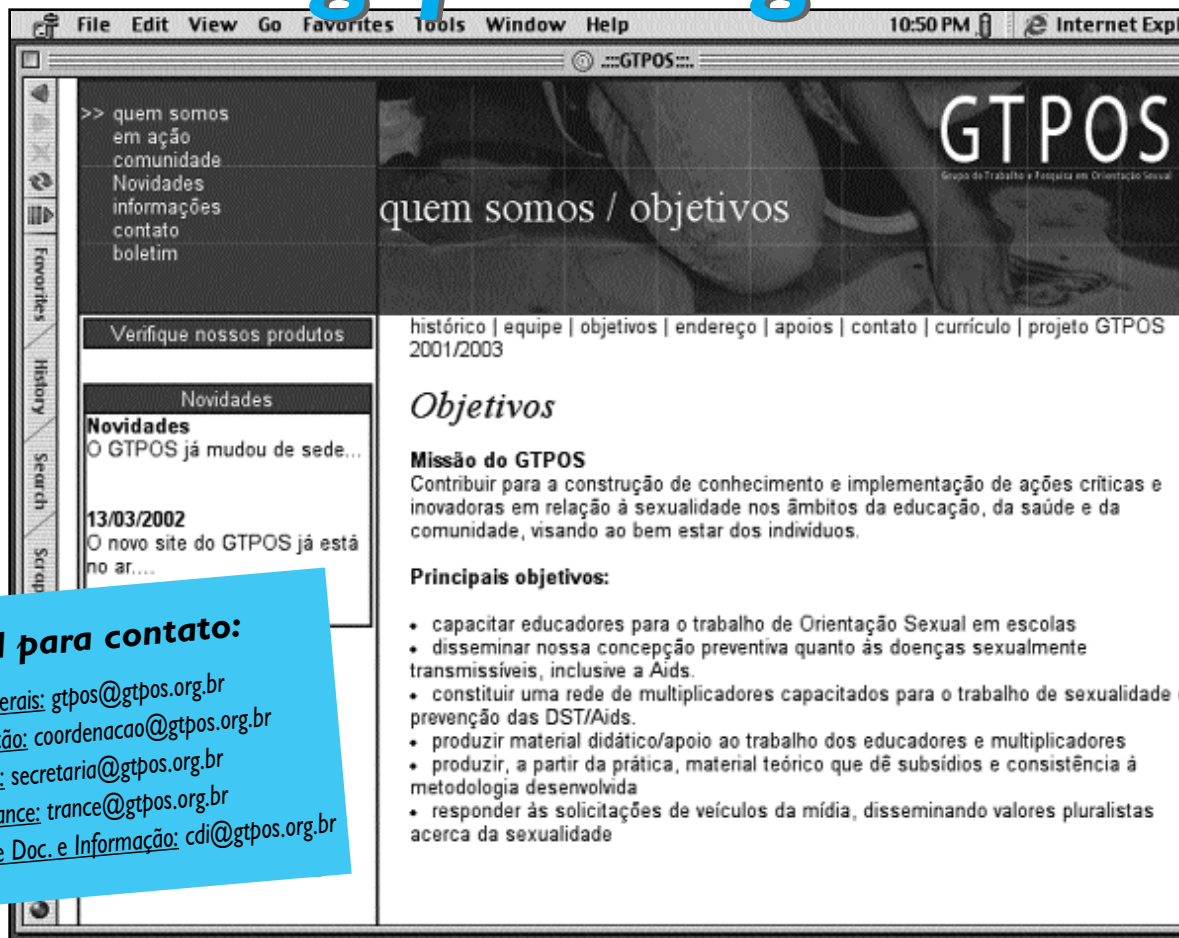 File Edit View Go Favorites Tools Window Help 10:50 PM Internet Expl
.:::GTPOS:::.
>> quem somos
em ação
comunidade
Novidades
informações
contato
boletim
GTPOS
Grupo de Trabalho e Pesquisa em Orientação Sexual
quem somos / objetivos
Favorites
History
Search
Scrap
Verifique nossos produtos
Novidades
Novidades
O GTPOS já mudou de sede...
13/03/2002
O novo site do GTPOS já está
no ar....
histórico | equipe | objetivos | endereço | apoios | contato | currículo | projeto GTPOS
2001/2003
Objetivos
Missão do GTPOS
Contribuir para a construção de conhecimento e implementação de ações críticas e
inovadoras em relação à sexualidade nos âmbitos da educação, da saúde e da
comunidade, visando ao bem estar dos indivíduos.
Principais objetivos:
• capacitar educadores para o trabalho de Orientação Sexual em escolas
• disseminar nossa concepção preventiva quanto às doenças sexualmente
transmissíveis, inclusive a Aids.
• constituir uma rede de multiplicadores capacitados para o trabalho de sexualidade
prevenção das DST/Aids.
• produzir material didático/apoio ao trabalho dos educadores e multiplicadores
• produzir, a partir da prática, material teórico que dê subsídios e consistência à
metodologia desenvolvida
• responder às solicitações de veículos da mídia, disseminando valores pluralistas
acerca da sexualidade
l para contato:
erais: gtpos@gtpos.org.br
ção: coordenacao@gtpos.org.br
: secretaria@gtpos.org.br
ance: trance@gtpos.org.br
e Doc. e Informação: cdi@gtpos.org.br